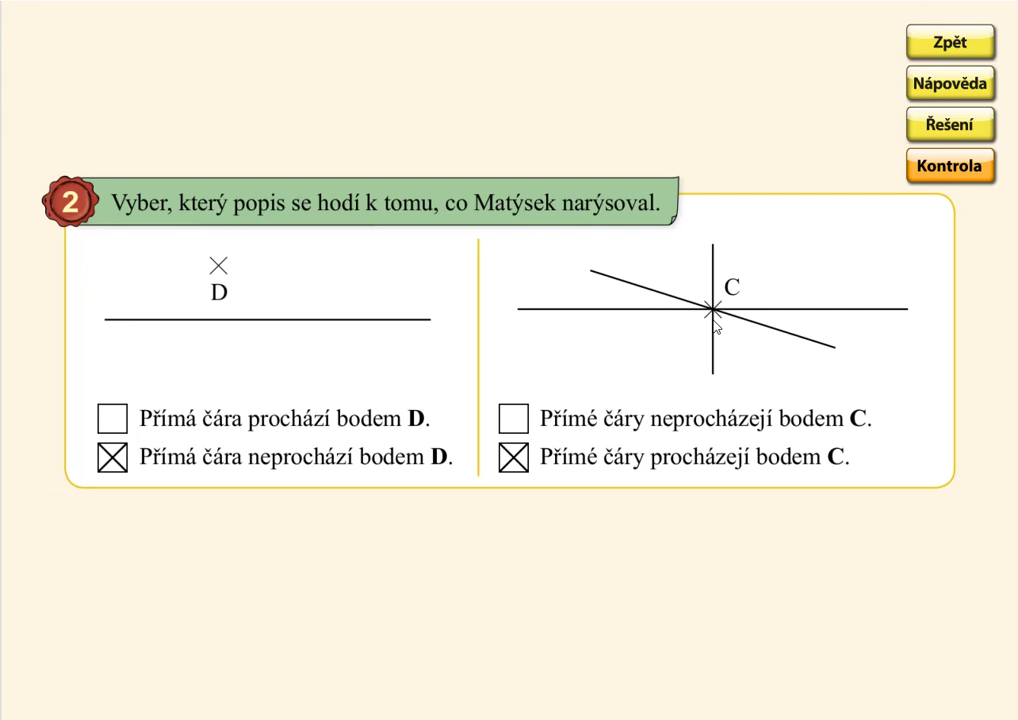 Zpět
Nápověda
Řešení
Kontrola
2 Vyber, který popis se hodí k tomu, co Matýsek narýsoval.
D
Přímá čára prochází bodem D.
Přímá čára neprochází bodem D.
C
Přímé čáry neprocházejí bodem C.
Přímé čáry procházejí bodem C.